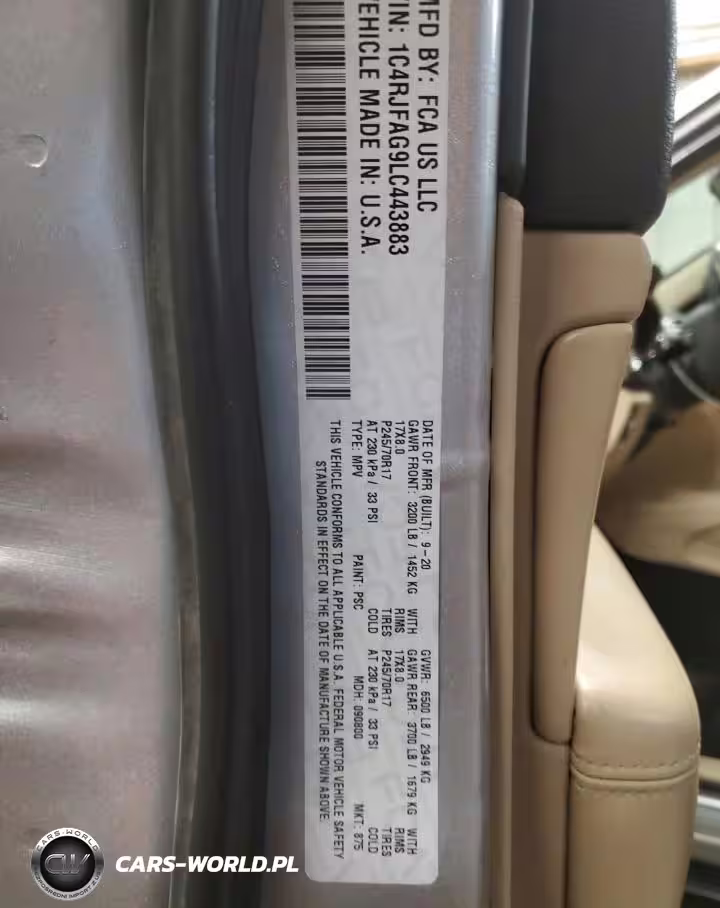 MFD BY: FCA US LLC
VIN: 1C4RJFAG9LC443883
VEHICLE MADE IN: U.S.A.
DATE OF MFR (BUILT): 9-20 GVWR: 6500 LB / 2949 KG
GAWR FRONT: 3200 LB / 1452 KG WITH GAWR REAR: 3700 LB / 1679 KG WITH
17X8.0 RIMS 17X8.0 RIMS
P245/70R17 TIRES P245/70R17 TIRES
AT 230 kPa / 33 PSI COLD AT 230 kPa / 33 PSI COLD
TYPE: MPV PAINT: PSC MDH: 090800 MKT: 875
THIS VEHICLE CONFORMS TO ALL APPLICABLE U.S.A. FEDERAL MOTOR VEHICLE SAFETY
STANDARDS IN EFFECT ON THE DATE OF MANUFACTURE SHOWN ABOVE.
CARS-WORLD
CW
CARS-WORLD.PL